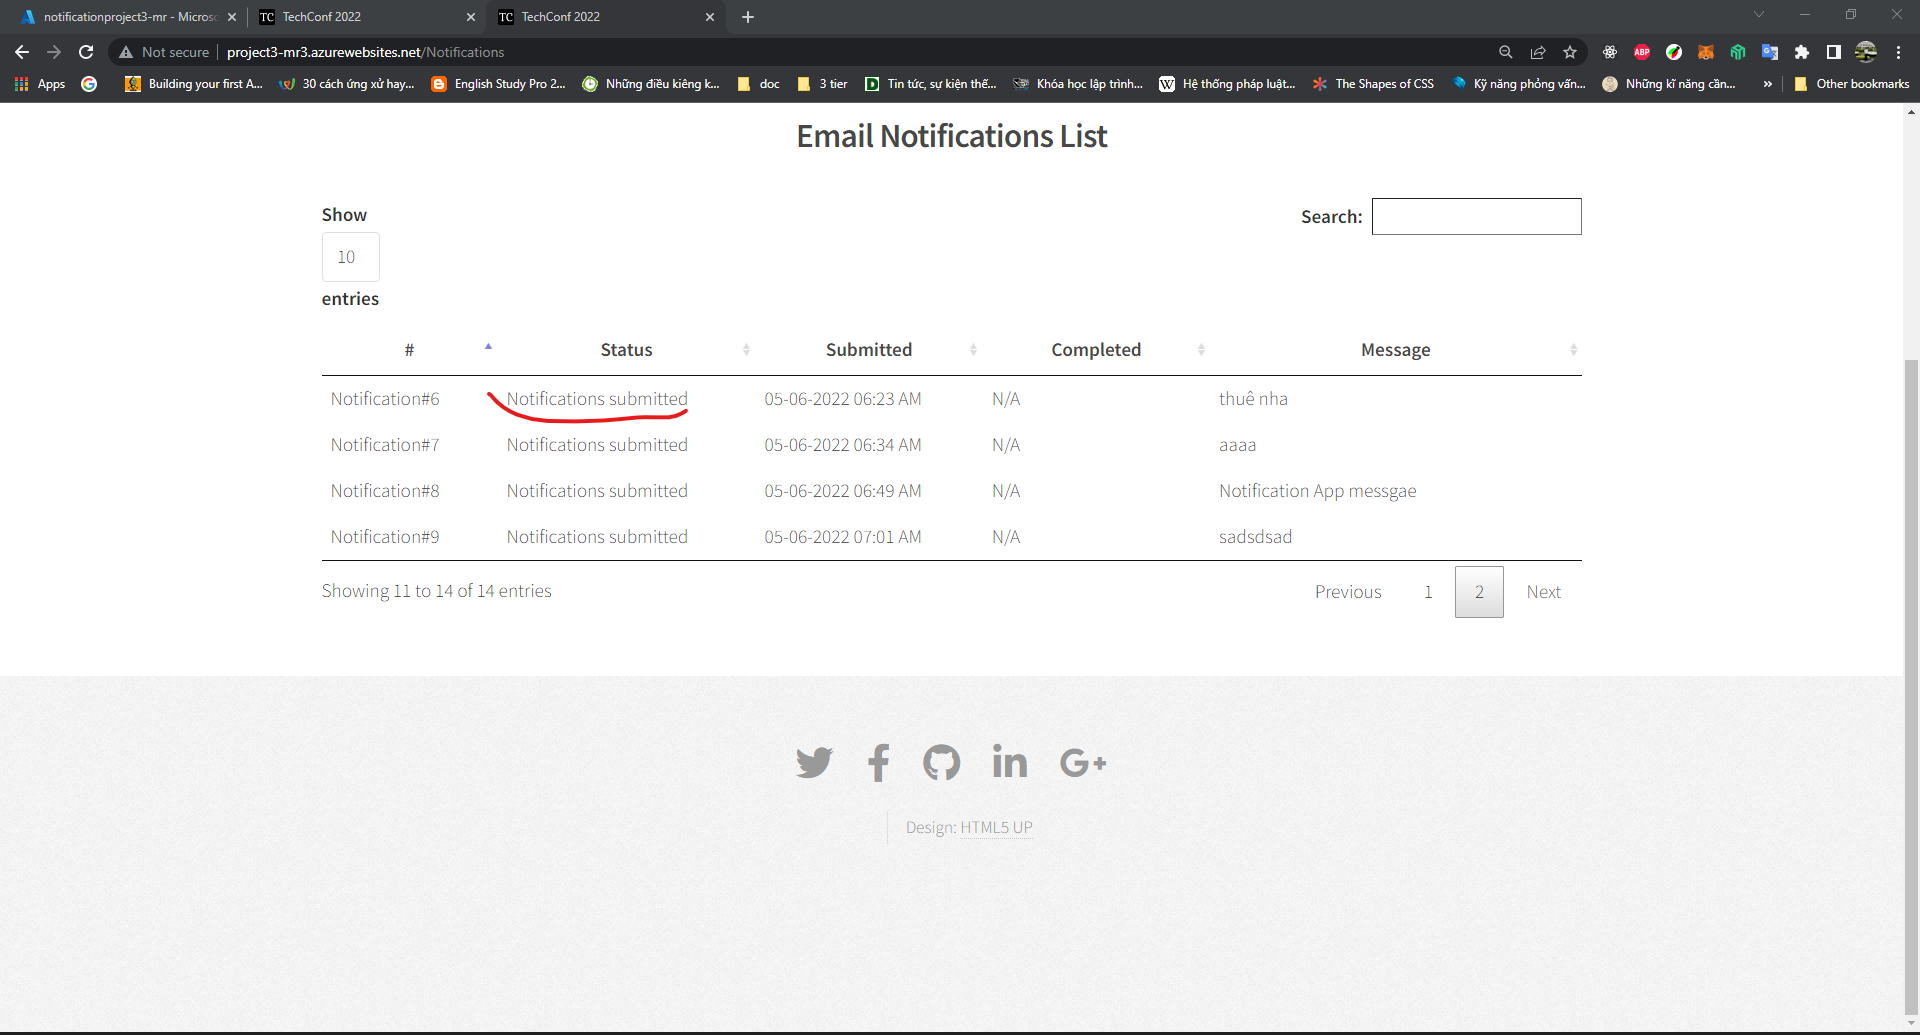 notificationproject3-mr - Microso
TechConf 2022
TechConf 2022
Not secure project3-mr3.azurewebsites.net/Notifications
Apps Building your first A... 30 cách ứng xử hay... English Study Pro 2... Những điều kiêng k... doc 3 tier Tin tức, sự kiện thế... Khóa học lập trình... Hệ thống pháp luật... The Shapes of CSS Kỹ năng phỏng vấn... Những kĩ năng cần... » Other bookmarks
Email Notifications List
Show
10
entries
Search:
# Status Submitted Completed Message
Notification#6 Notifications submitted 05-06-2022 06:23 AM N/A thuê nha
Notification#7 Notifications submitted 05-06-2022 06:34 AM N/A aaaa
Notification#8 Notifications submitted 05-06-2022 06:49 AM N/A Notification App messgae
Notification#9 Notifications submitted 05-06-2022 07:01 AM N/A sadsdsad
Showing 11 to 14 of 14 entries
Previous 1 2 Next
Design: HTML5 UP